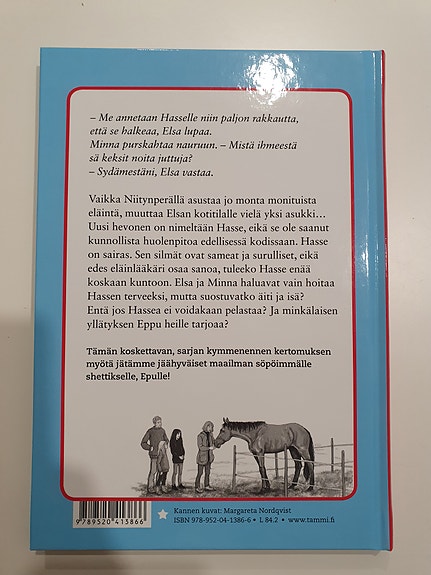 – Me annetaan Hasselle niin paljon rakkautta,
että se halkeaa, Elsa lupaa.
Minna purskahtaa nauruun. – Mistä ihmeestä
sä keksit noita juttuja?
– Sydämestäni, Elsa vastaa.
Vaikka Niitynperällä asustaa jo monta monituista
eläintä, muuttaa Elsan kotitilalle vielä yksi asukki…
Uusi hevonen on nimeltään Hasse, eikä se ole saanut
kunnollista huolenpitoa edellisessä kodissaan. Hasse
on sairas. Sen silmät ovat sameat ja surulliset, eikä
edes eläinlääkäri osaa sanoa, tuleeko Hasse enää
koskaan kuntoon. Elsa ja Minna haluavat vain hoitaa
Hassen terveeksi, mutta suostuvatko äiti ja isä?
Entä jos Hassea ei voidakaan pelastaa? Ja minkälaisen
yllätyksen Eppu heille tarjoaa?
Tämän koskettavan, sarjan kymmenennen kertomuksen
myötä jätämme jäähyväiset maailman söpöimmälle
shettikselle, Epulle!
9789520413866
Kannen kuvat: Margareta Nordqvist
ISBN 978-952-04-1386-6 • L 84.2 • www.tammi.fi